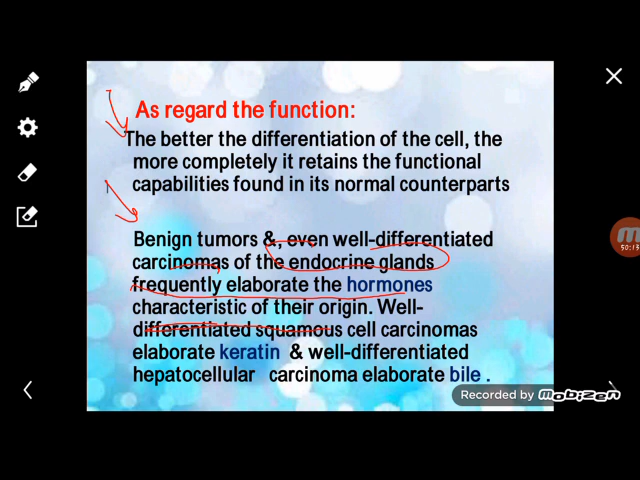 As regard the function:
The better the differentiation of the cell, the
more completely it retains the functional
capabilities found in its normal counterparts
Benign tumors & even well-differentiated
carcinomas of the endocrine glands
frequently elaborate the hormones
characteristic of their origin. Well-
differentiated squamous cell carcinomas
elaborate keratin & well-differentiated
hepatocellular carcinoma elaborate bile .
50:13
Recorded by Mobizen